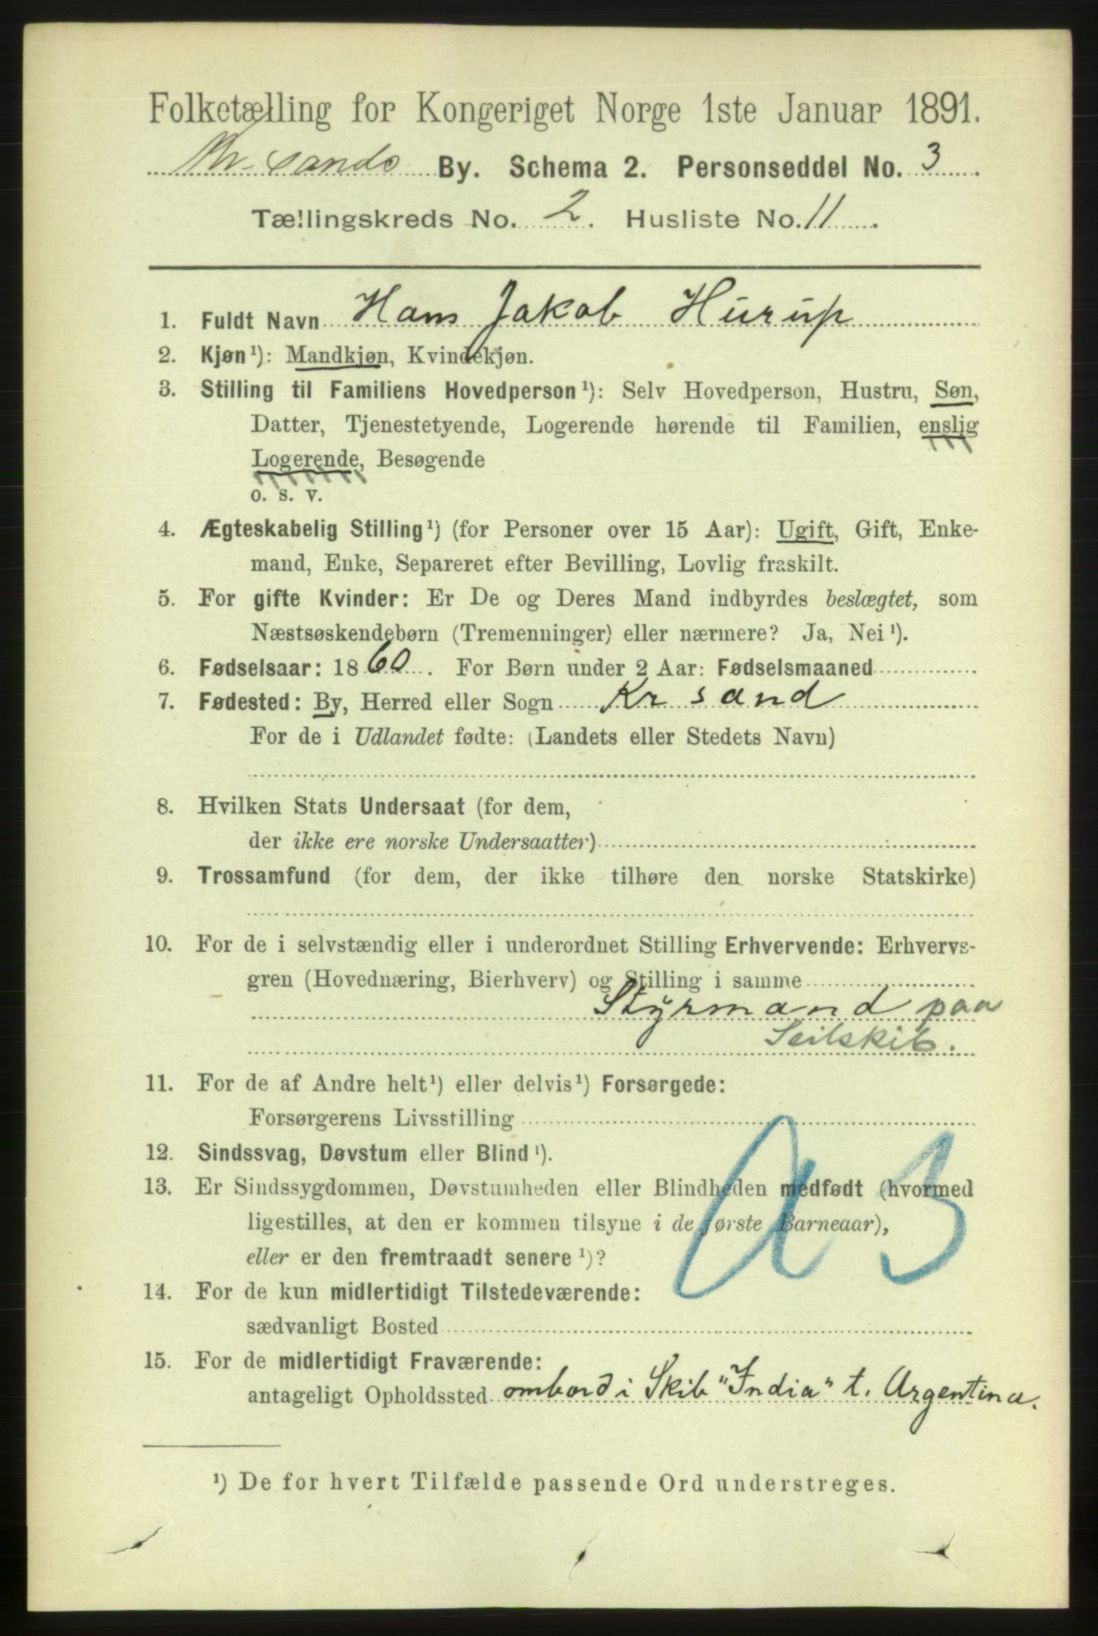 Folketælling for Kongeriget Norge 1ste Januar 1891.
Kr. sands By. Schema 2. Personseddel No. 3.
Tællingskreds No. 2. Husliste No. 11.
1. Fuldt Navn Hans Jakob Hurup
2. Kjøn¹): Mandkjøn, Kvindekjøn.
3. Stilling til Familiens Hovedperson¹): Selv Hovedperson, Hustru, Søn,
Datter, Tjenestetyende, Logerende hørende til Familien, enslig
Logerende, Besøgende
o. s. v.
4. Ægteskabelig Stilling¹) (for Personer over 15 Aar): Ugift, Gift, Enke-
mand, Enke, Separeret efter Bevilling, Lovlig fraskilt.
5. For gifte Kvinder: Er De og Deres Mand indbyrdes beslægtet, som
Næstsøskendebørn (Tremenninger) eller nærmere? Ja, Nei¹).
6. Fødselsaar: 1860. For Børn under 2 Aar: Fødselsmaaned
7. Fødested: By, Herred eller Sogn Kr sand
For de i Udlandet fødte: (Landets eller Stedets Navn)
8. Hvilken Stats Undersaat (for dem,
der ikke ere norske Undersaatter)
9. Trossamfund (for dem, der ikke tilhøre den norske Statskirke)
10. For de i selvstændig eller i underordnet Stilling Erhvervende: Erhvervs-
gren (Hovednæring, Bierhverv) og Stilling i samme
Styrmand paa
Seilskib.
11. For de af Andre helt¹) eller delvis¹) Forsørgede:
Forsørgerens Livsstilling
12. Sindssvag, Døvstum eller Blind¹).
13. Er Sindssygdommen, Døvstumheden eller Blindheden medfødt (hvormed
ligestilles, at den er kommen tilsyne i de første Barneaar),
eller er den fremtraadt senere¹)?
14. For de kun midlertidigt Tilstedeværende:
sædvanligt Bosted
15. For de midlertidigt Fraværende:
antageligt Opholdssted ombord i Skib "India" t. Argentina.
¹) De for hvert Tilfælde passende Ord understreges.